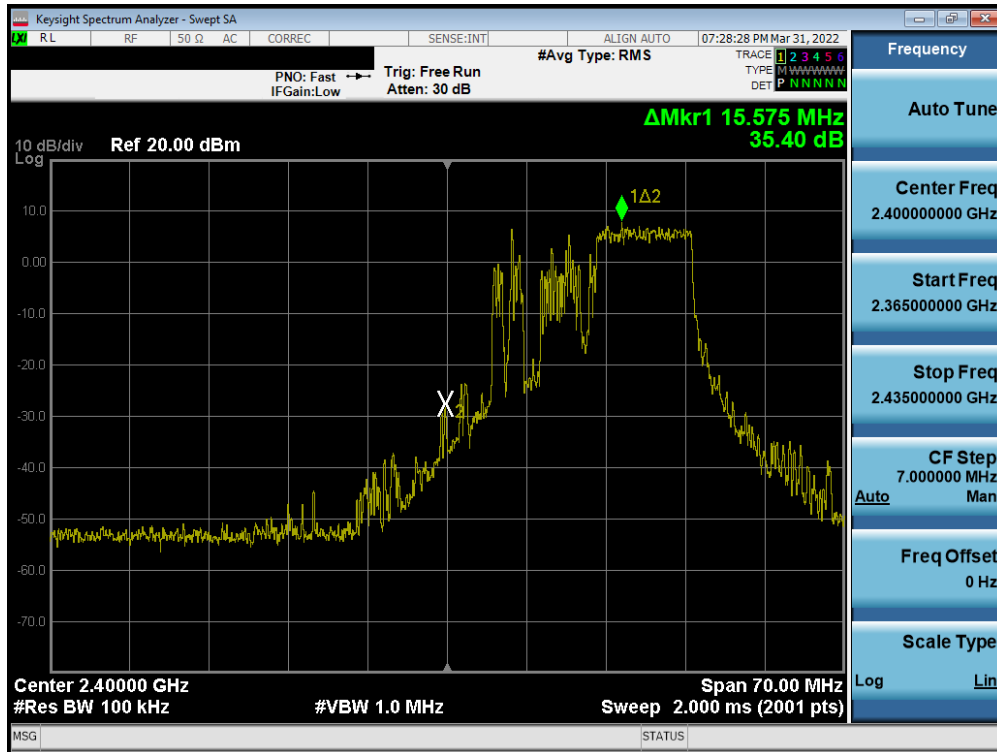 Keysight Spectrum Analyzer - Swept SA
LXI RL RF 50 Ω AC CORREC SENSE:INT ALIGN AUTO 07:28:28 PM Mar 31, 2022
PNO: Fast
IFGain:Low
Trig: Free Run
Atten: 30 dB
#Avg Type: RMS
TRACE 1 2 3 4 5 6
TYPE M WWWWW
DET P N N N N N
ΔMkr1 15.575 MHz
35.40 dB
10 dB/div Ref 20.00 dBm
Log
1Δ2
10.0
0.00
-10.0
-20.0
-30.0
X2
-40.0
-50.0
-60.0
-70.0
Center 2.40000 GHz Span 70.00 MHz
#Res BW 100 kHz #VBW 1.0 MHz Sweep 2.000 ms (2001 pts)
MSG STATUS
Frequency
Auto Tune
Center Freq
2.400000000 GHz
Start Freq
2.365000000 GHz
Stop Freq
2.435000000 GHz
CF Step
7.000000 MHz
Auto Man
Freq Offset
0 Hz
Scale Type
Log Lin